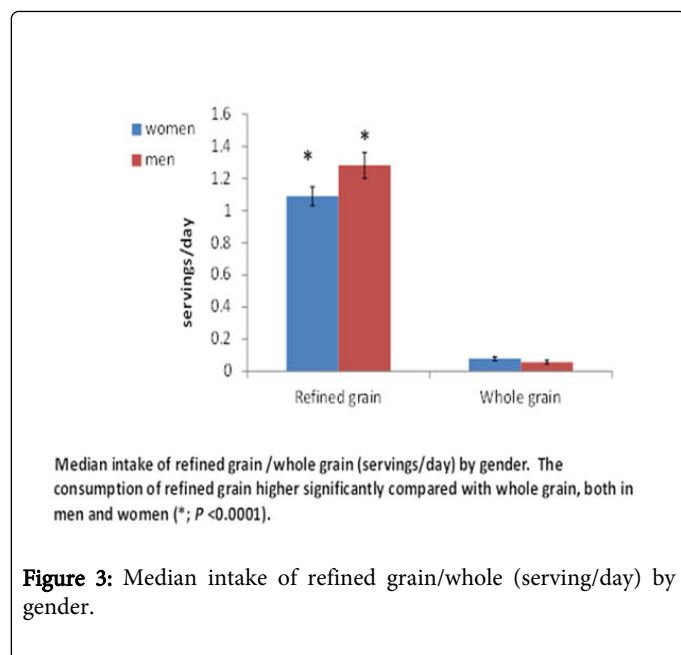 women
men
servings/day
1.6
1.4
1.2
1
0.8
0.6
0.4
0.2
0
*
*
Refined grain
Whole grain
Median intake of refined grain /whole grain (servings/day) by gender. The
consumption of refined grain higher significantly compared with whole grain, both in
men and women (*; P <0.0001).
Figure 3: Median intake of refined grain/whole (serving/day) by
gender.